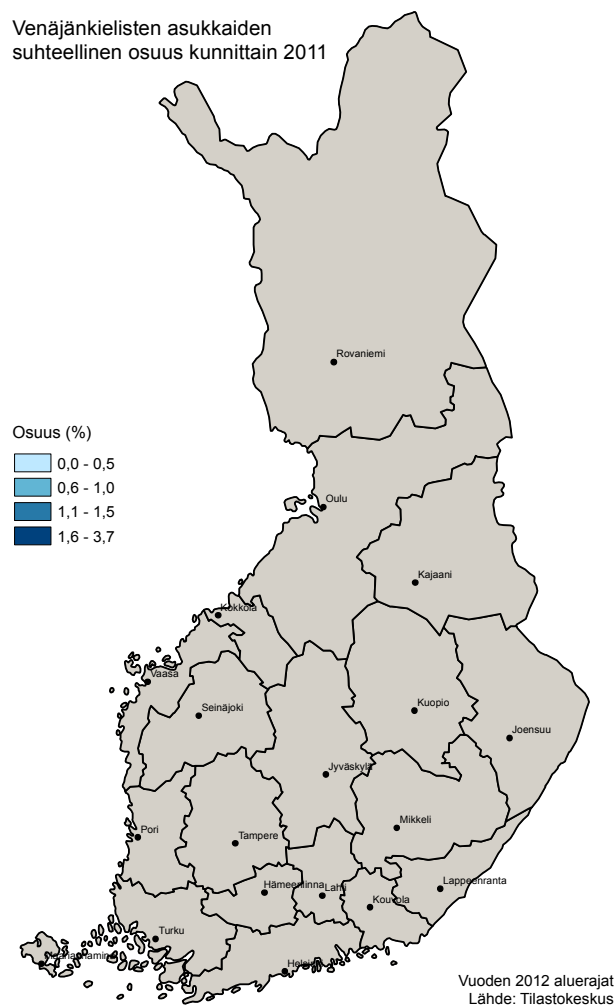 Venäjänkielisten asukkaiden
suhteellinen osuus kunnittain 2011
Rovaniemi
Osuus (%)
0,0 - 0,5
0,6 - 1,0
1,1 - 1,5
1,6 - 3,7
Oulu
Kajaani
Kokkola
Vaasa
Seinäjoki
Kuopio
Joensuu
Jyväskylä
Mikkeli
Pori
Tampere
Lappeenranta
Hämeenlinna
Lahti
Kouvola
Turku
Maarianhamina
Helsinki
Vuoden 2012 aluerajat
Lähde: Tilastokeskus